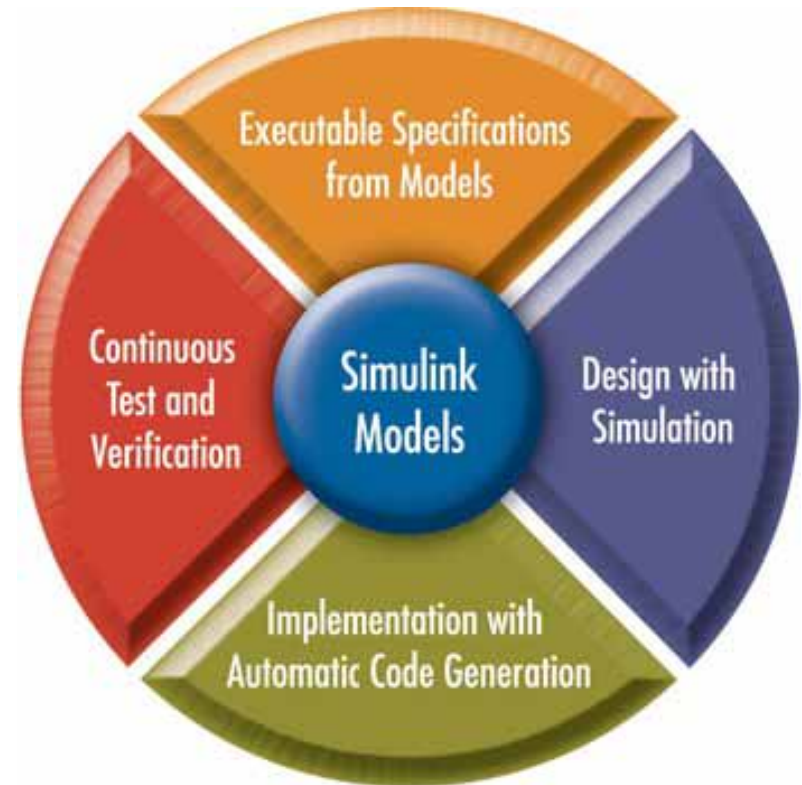 Executable Specifications
from Models
Continuous
Test and
Verification
Simulink
Models
Design with
Simulation
Implementation with
Automatic Code Generation